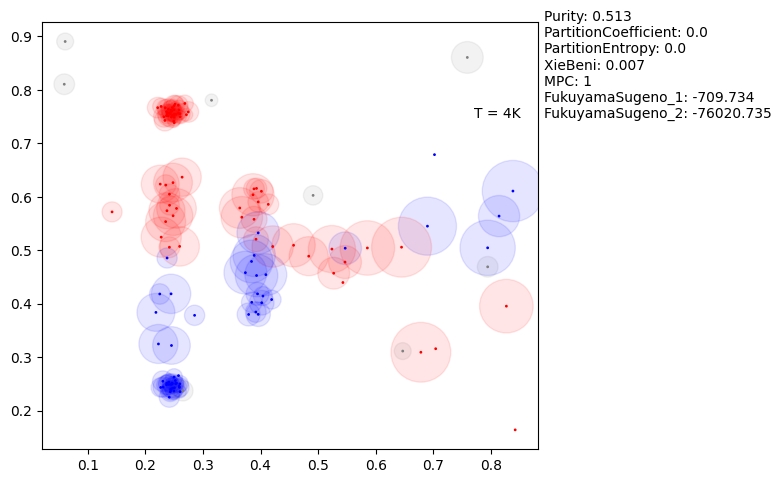 Purity: 0.513
PartitionCoefficient: 0.0
PartitionEntropy: 0.0
XieBeni: 0.007
MPC: 1
FukuyamaSugeno_1: -709.734
FukuyamaSugeno_2: -76020.735
T = 4K
0.9
0.8
0.7
0.6
0.5
0.4
0.3
0.2
0.1 0.2 0.3 0.4 0.5 0.6 0.7 0.8